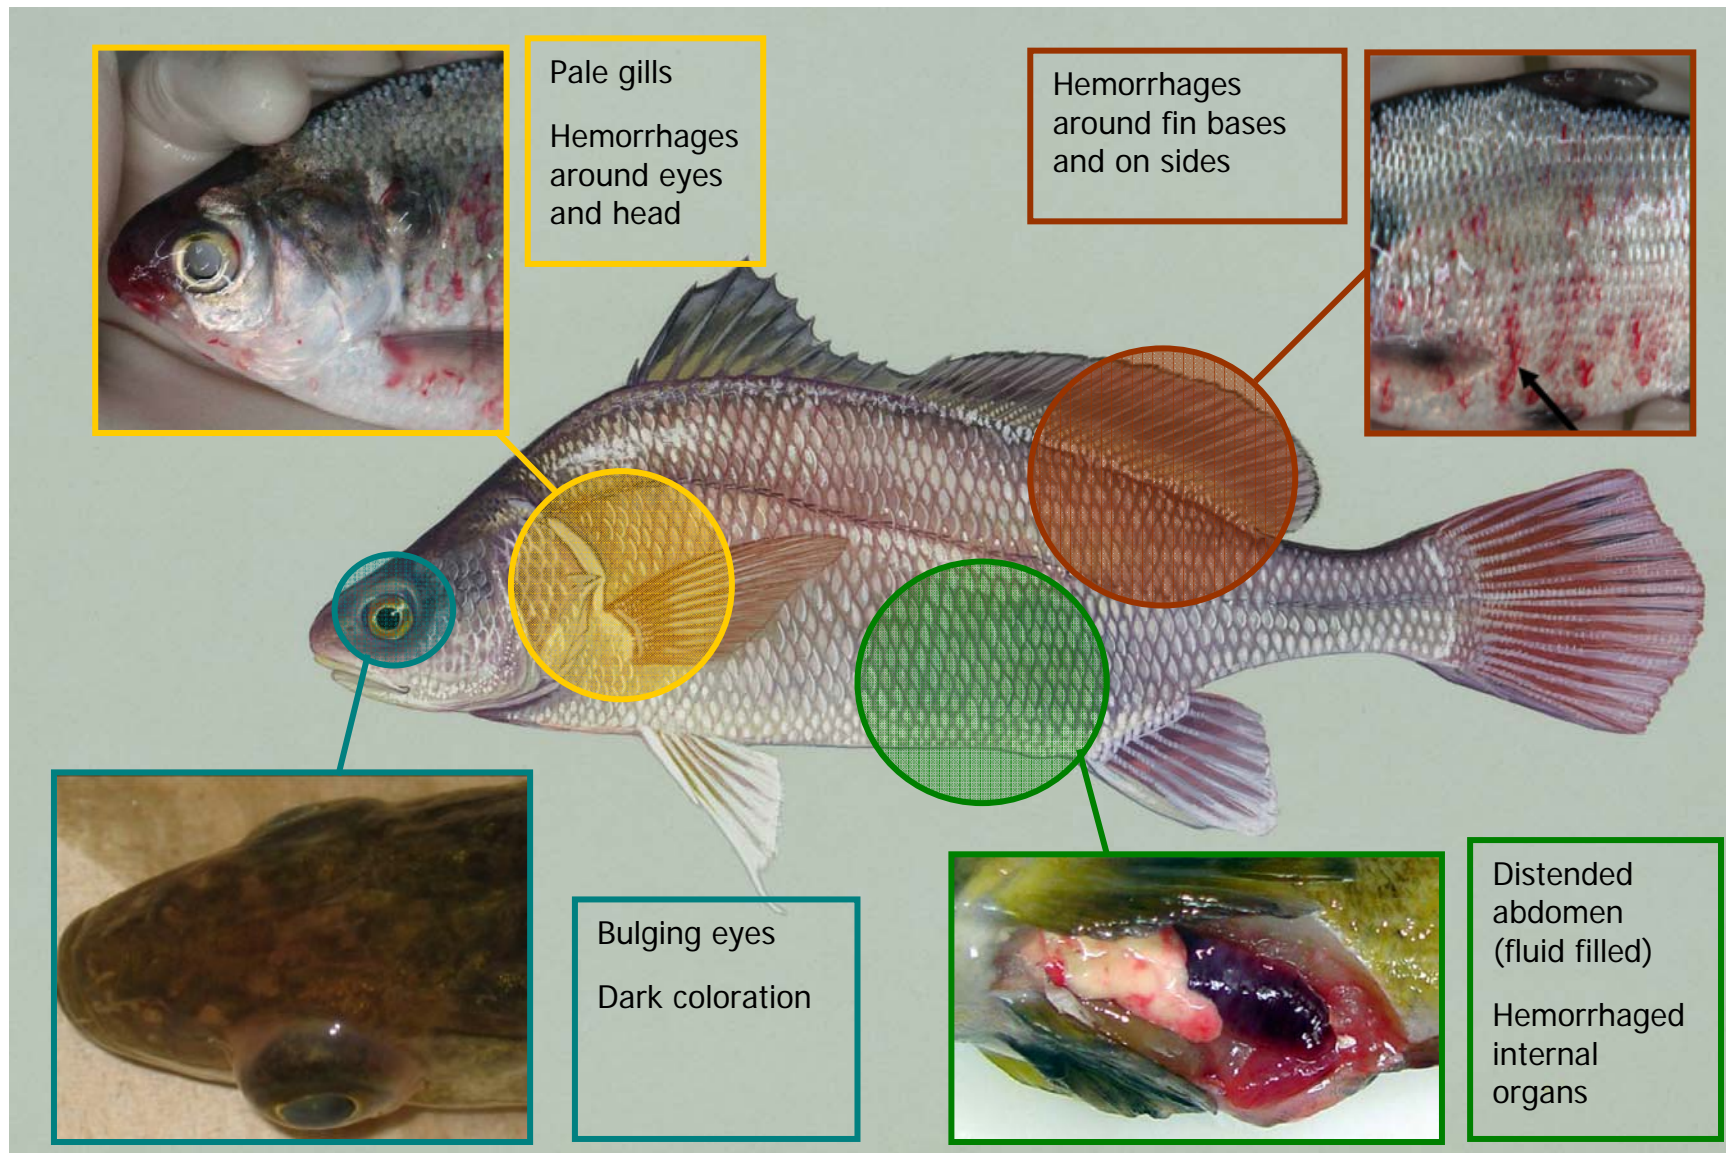 Pale gills
Hemorrhages
around eyes
and head
Hemorrhages
around fin bases
and on sides
Bulging eyes
Dark coloration
Distended
abdomen
(fluid filled)
Hemorrhaged
internal
organs